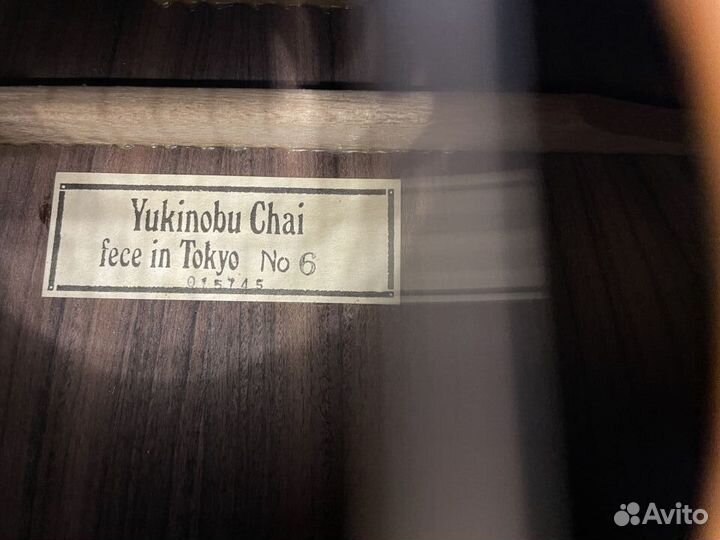 Yukinobu Chai
fece in Tokyo No 6
015745
Avito